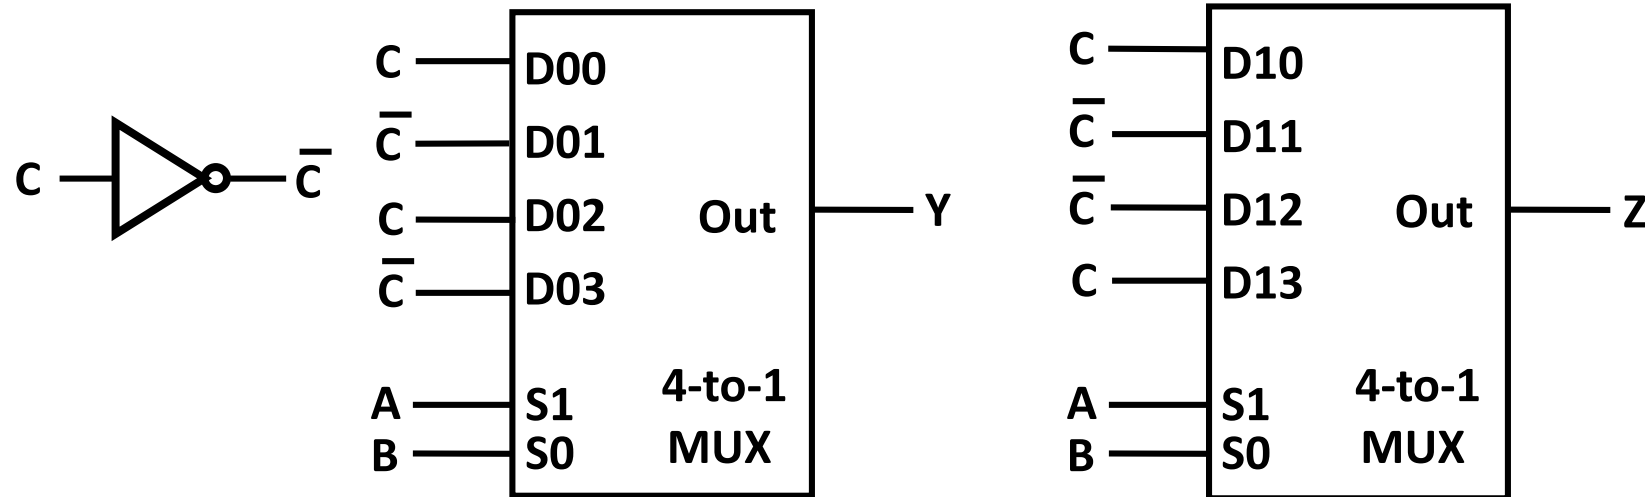 C
C̅
C
D00
C̅
D01
C
D02
C̅
D03
A
S1
B
S0
Out
Y
4-to-1
MUX
C
D10
C̅
D11
C̅
D12
C
D13
A
S1
B
S0
Out
Z
4-to-1
MUX